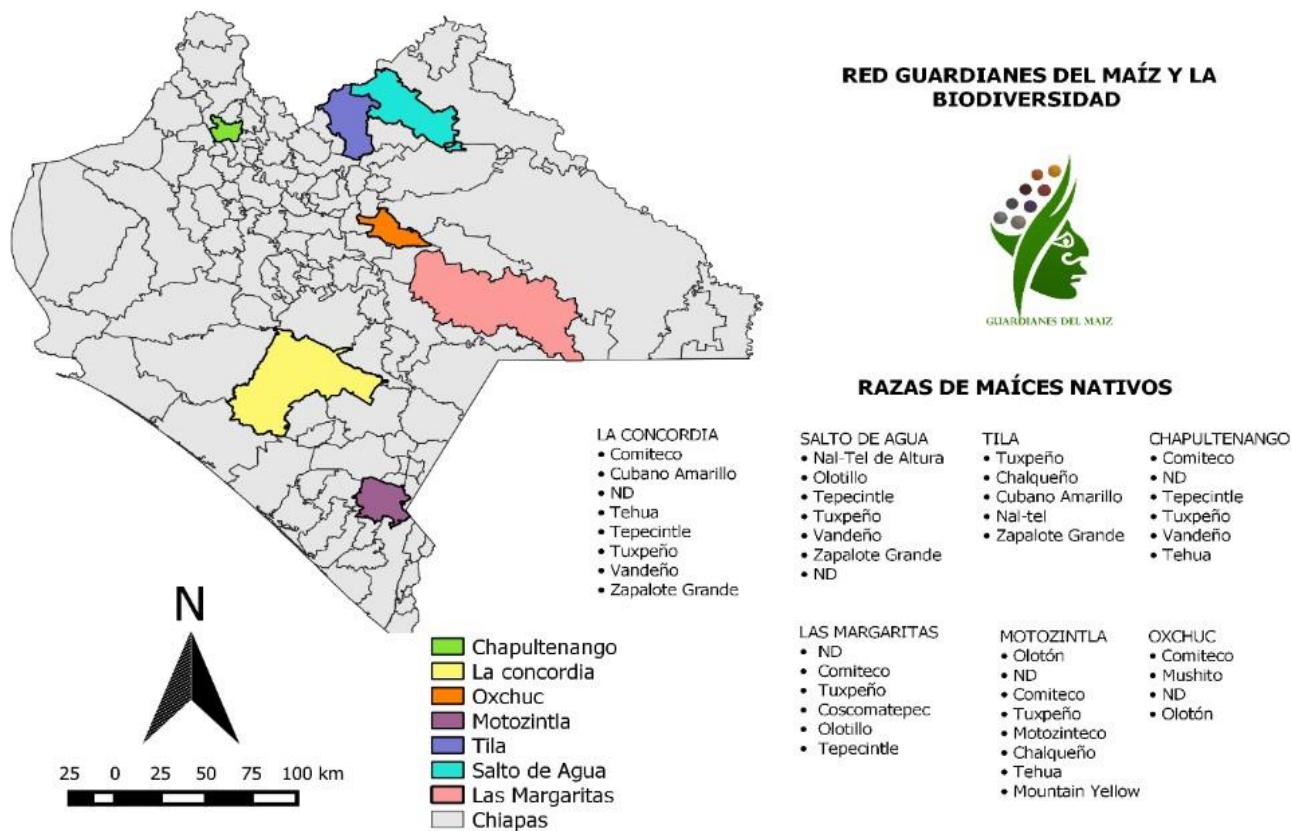 RED GUARDIANES DEL MAÍZ Y LA
BIODIVERSIDAD
GUARDIANES DEL MAIZ
RAZAS DE MAÍCES NATIVOS
LA CONCORDIA
• Comiteco
• Cubano Amarillo
• ND
• Tehua
• Tepecintle
• Tuxpeño
• Vandeño
• Zapalote Grande
SALTO DE AGUA
• Nal-Tel de Altura
• Olotillo
• Tepecintle
• Tuxpeño
• Vandeño
• Zapalote Grande
• ND
TILA
• Tuxpeño
• Chalqueño
• Cubano Amarillo
• Nal-tel
• Zapalote Grande
CHAPULTENANGO
• Comiteco
• ND
• Tepecintle
• Tuxpeño
• Vandeño
• Tehua
LAS MARGARITAS
• ND
• Comiteco
• Tuxpeño
• Coscomatepec
• Olotillo
• Tepecintle
MOTOZINTLA
• Olotón
• ND
• Comiteco
• Tuxpeño
• Motozinteco
• Chalqueño
• Tehua
• Mountain Yellow
OXCHUC
• Comiteco
• Mushito
• ND
• Olotón
N
25 0 25 50 75 100 km
Chapultenango
La concordia
Oxchuc
Motozintla
Tila
Salto de Agua
Las Margaritas
Chiapas